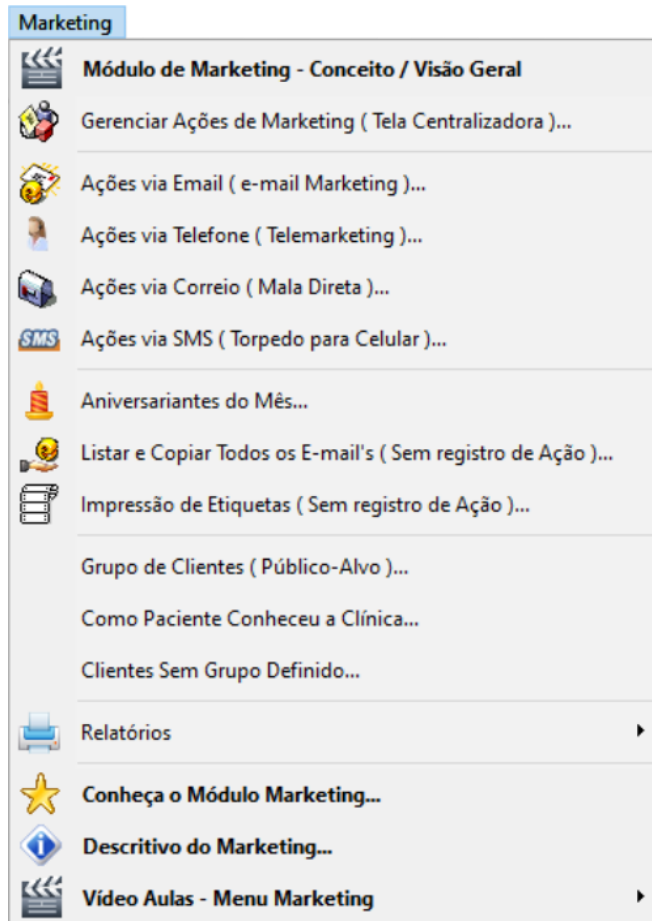 Marketing
Módulo de Marketing - Conceito / Visão Geral
Gerenciar Ações de Marketing ( Tela Centralizadora )...
Ações via Email ( e-mail Marketing )...
Ações via Telefone ( Telemarketing )...
Ações via Correio ( Mala Direta )...
SMS Ações via SMS ( Torpedo para Celular )...
Aniversariantes do Mês...
Listar e Copiar Todos os E-mail's ( Sem registro de Ação )...
Impressão de Etiquetas ( Sem registro de Ação )...
Grupo de Clientes ( Público-Alvo )...
Como Paciente Conheceu a Clínica...
Clientes Sem Grupo Definido...
Relatórios
Conheça o Módulo Marketing...
Descritivo do Marketing...
Vídeo Aulas - Menu Marketing